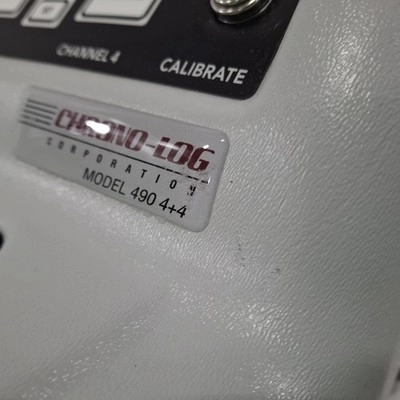 CHANNEL 4
CALIBRATE
CHRONO-LOG
CORPORATION
MODEL 490 4+4